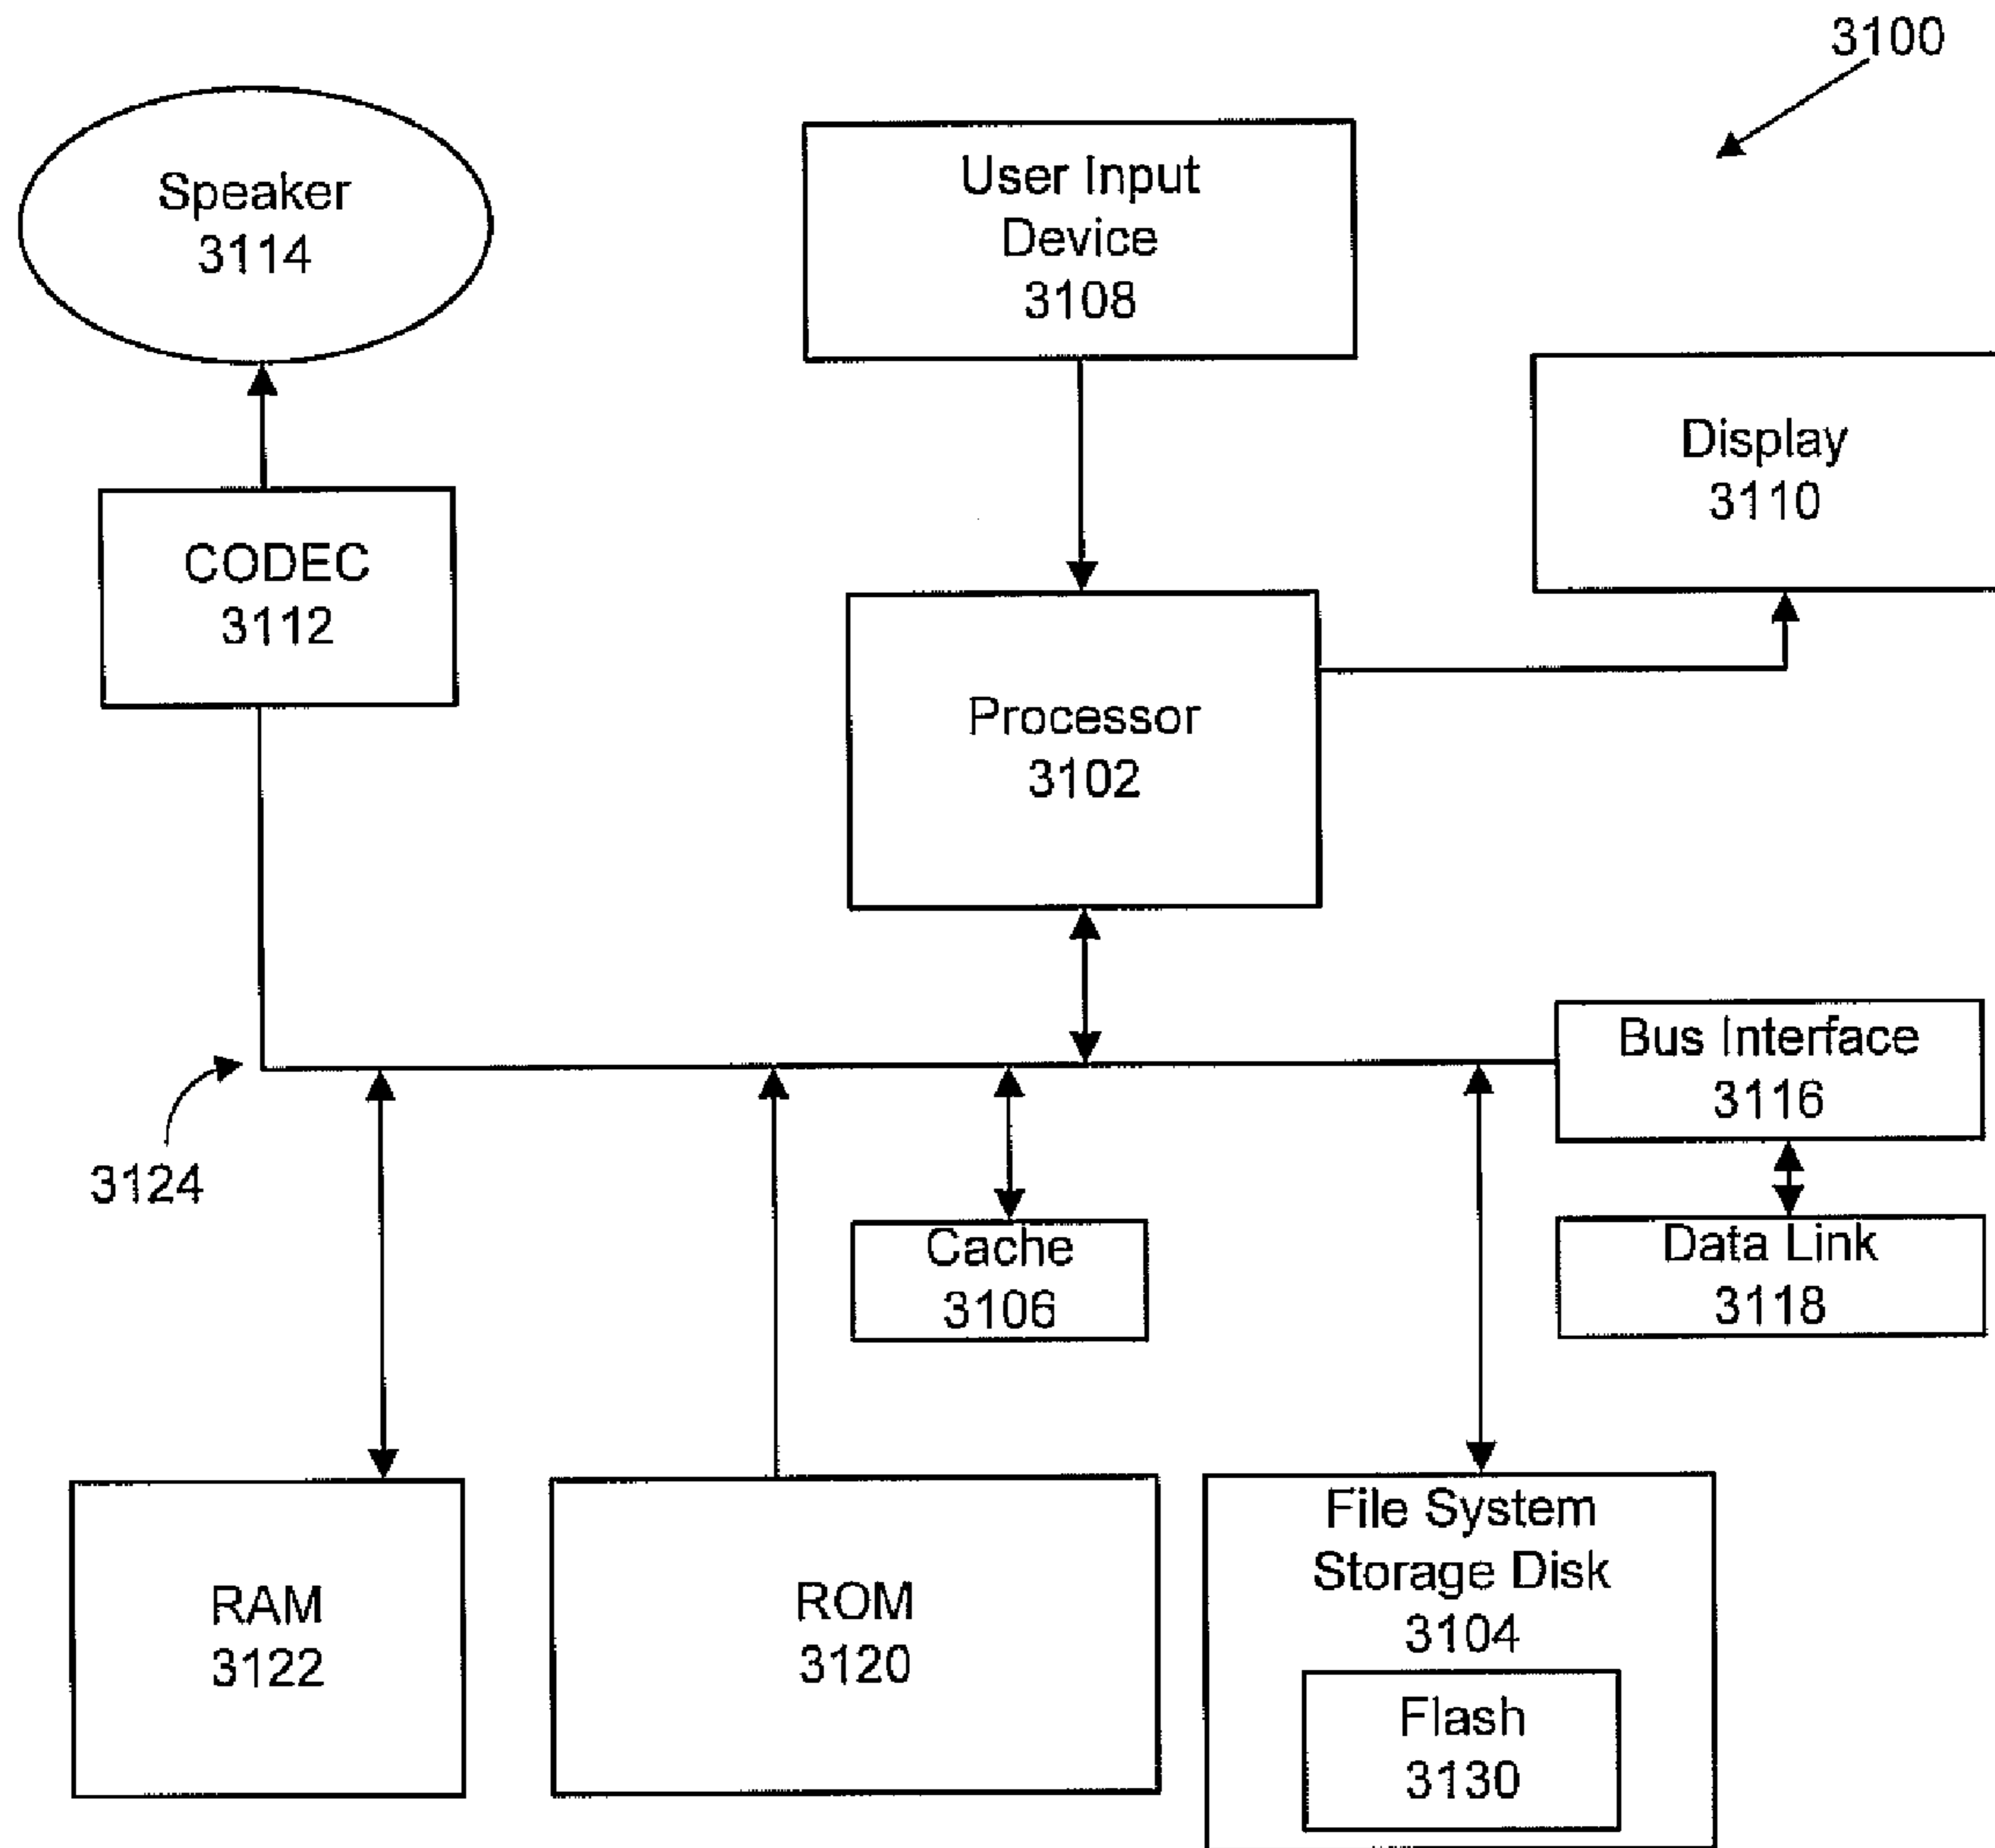 3100
Speaker
3114
User Input
Device
3108
Display
3110
CODEC
3112
Processor
3102
Bus Interface
3116
3124
Cache
3106
Data Link
3118
RAM
3122
ROM
3120
File System
Storage Disk
3104
Flash
3130